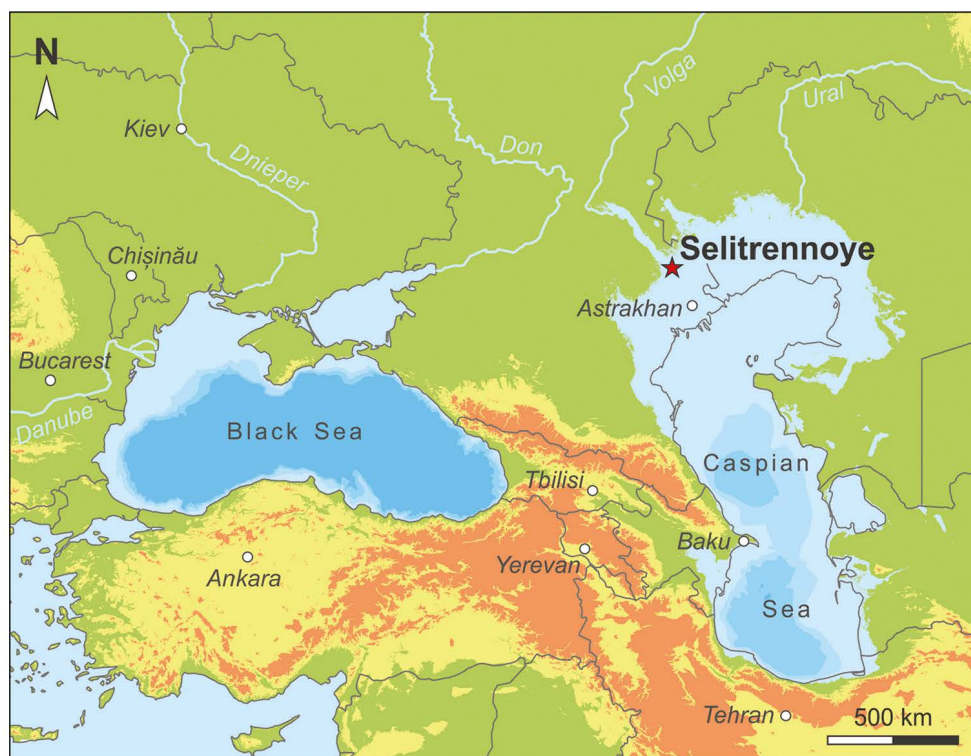 N
Volga
Ural
Kiev
Dnieper
Don
Selitrennoye
Chișinău
Astrakhan
Bucarest
Danube
Black Sea
Caspian
Tbilisi
Baku
Yerevan
Ankara
Sea
Tehran
500 km